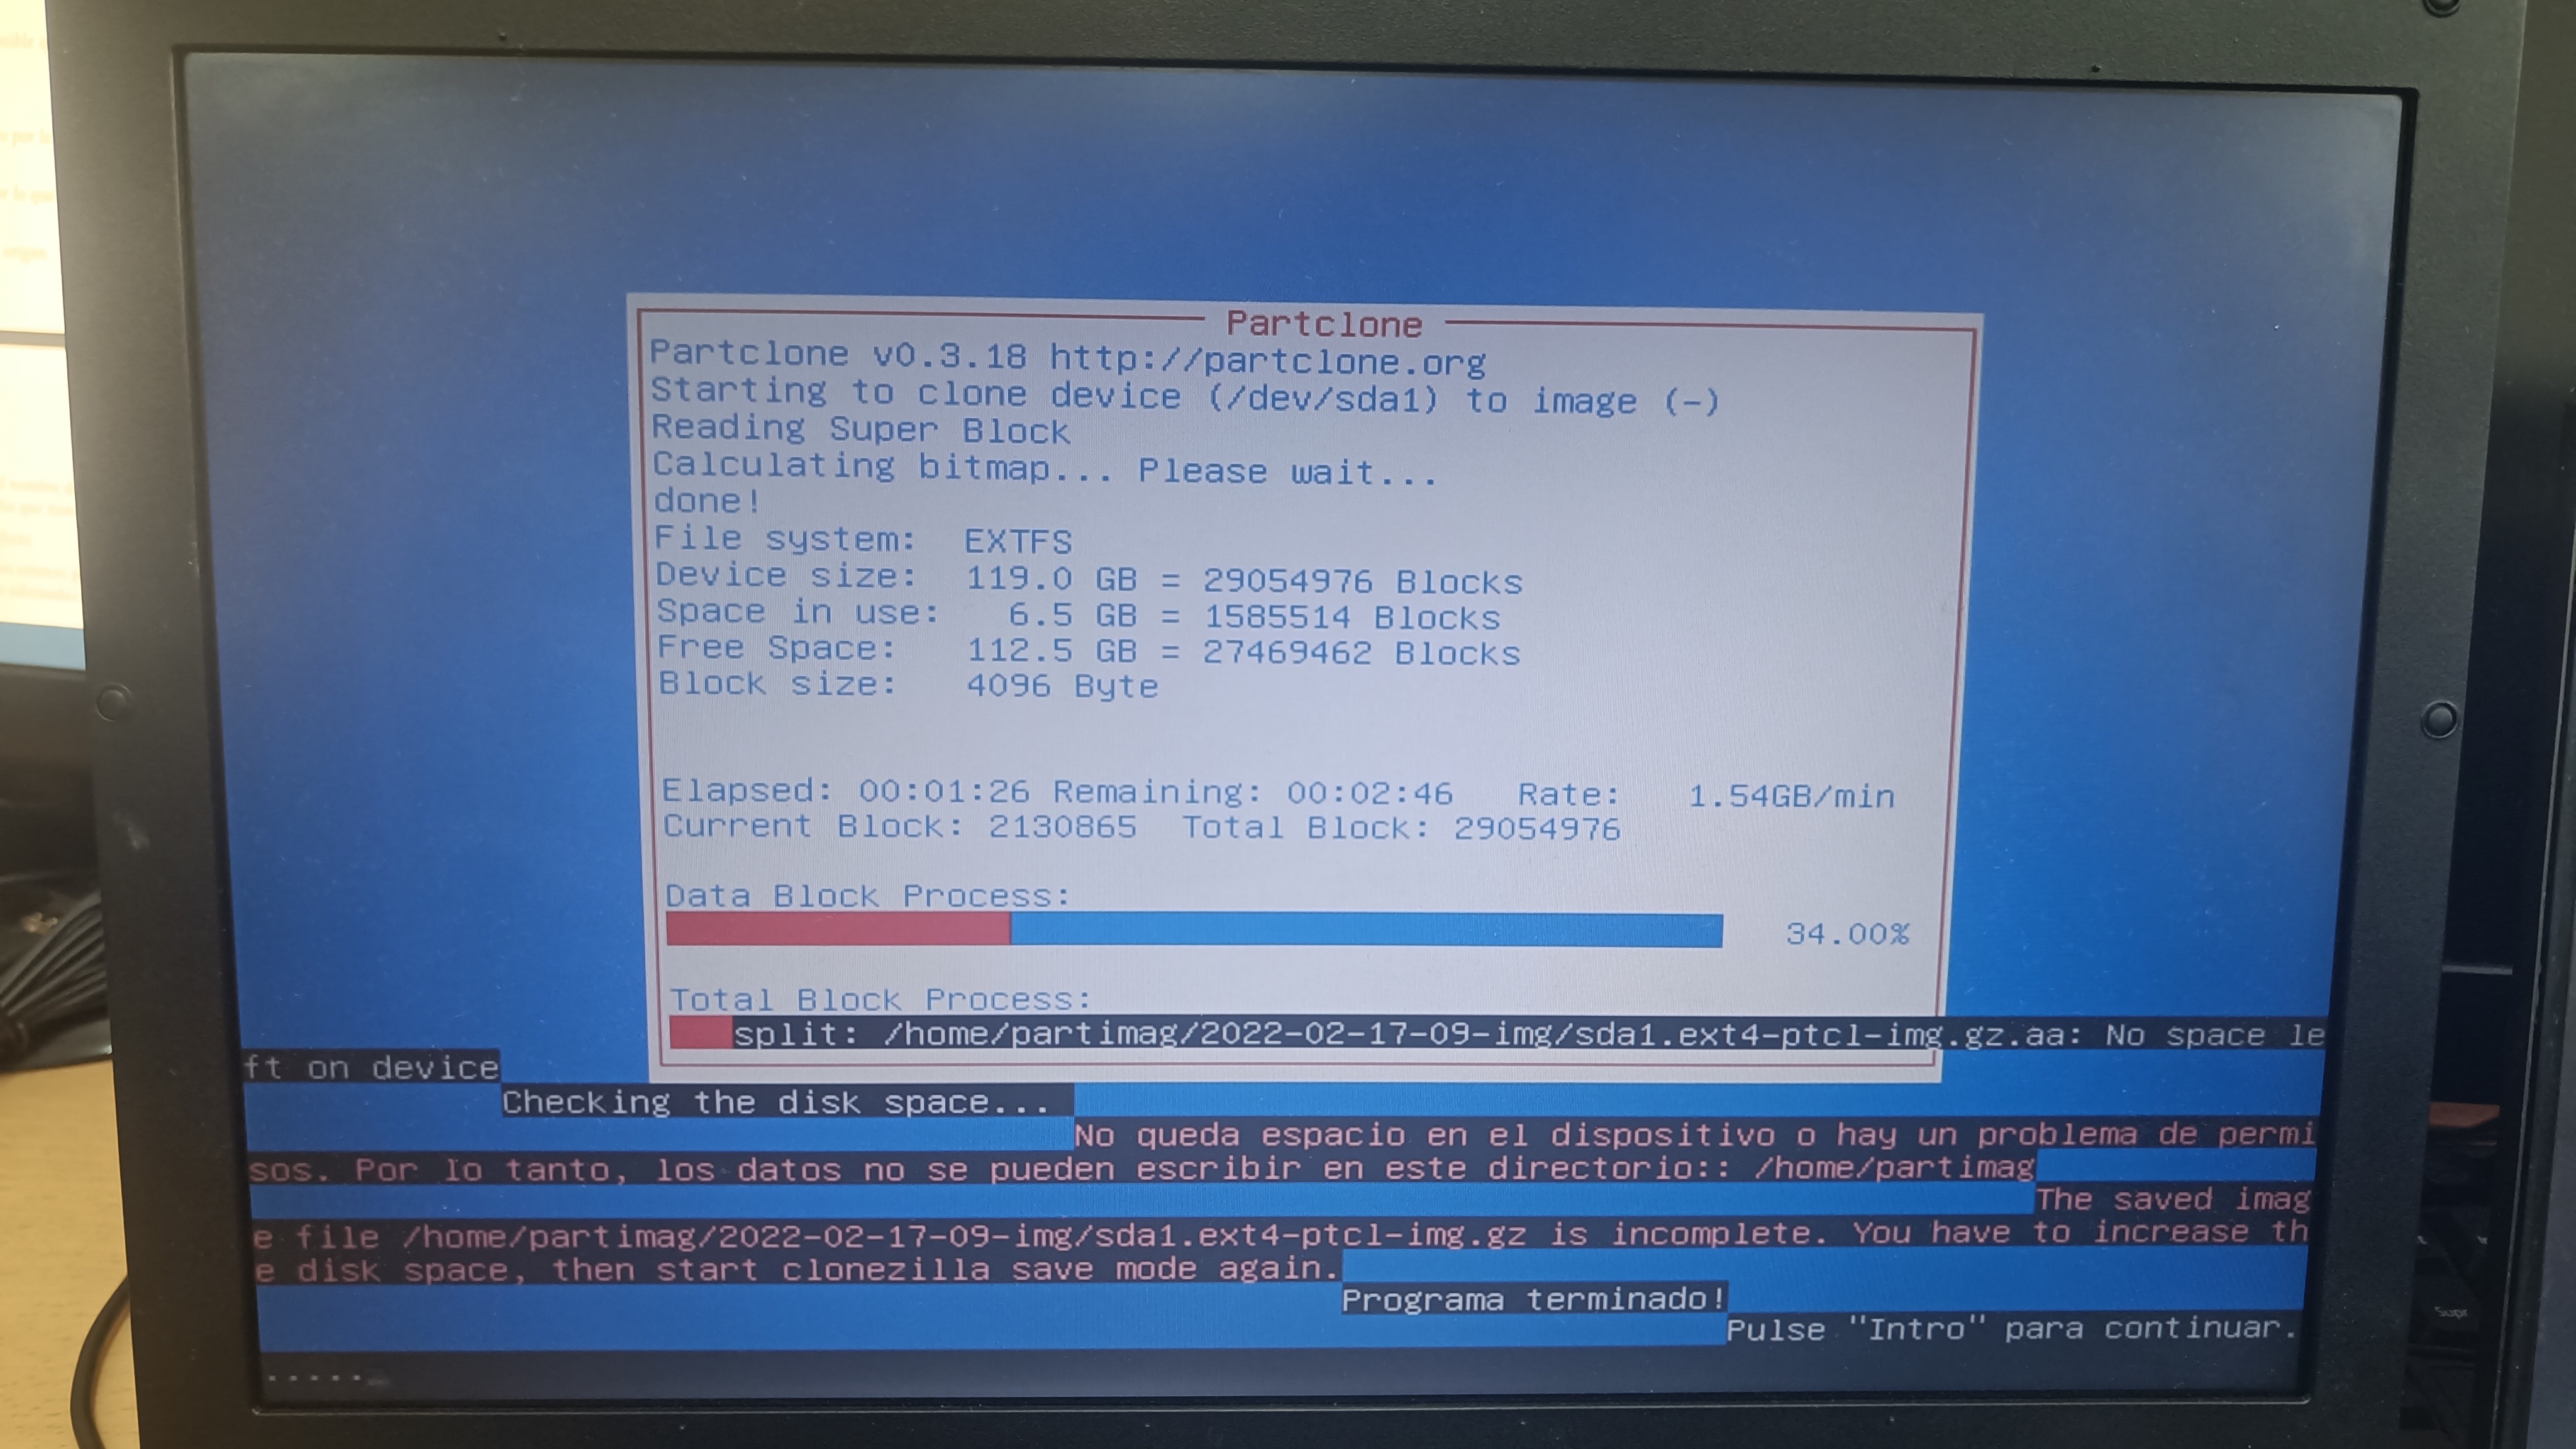 Partclone
Partclone v0.3.18 http://partclone.org
Starting to clone device (/dev/sda1) to image (-)
Reading Super Block
Calculating bitmap... Please wait...
done!
File system: EXTFS
Device size: 119.0 GB = 29054976 Blocks
Space in use: 6.5 GB = 1585514 Blocks
Free Space: 112.5 GB = 27469462 Blocks
Block size: 4096 Byte
Elapsed: 00:01:26 Remaining: 00:02:46 Rate: 1.54GB/min
Current Block: 2130865 Total Block: 29054976
Data Block Process:
34.00%
Total Block Process:
split: /home/partimag/2022-02-17-09-img/sda1.ext4-ptcl-img.gz.aa: No space le
ft on device
Checking the disk space...
No queda espacio en el dispositivo o hay un problema de permi
sos. Por lo tanto, los datos no se pueden escribir en este directorio:: /home/partimag
The saved imag
e file /home/partimag/2022-02-17-09-img/sda1.ext4-ptcl-img.gz is incomplete. You have to increase th
e disk space, then start clonezilla save mode again.
Programa terminado!
Pulse "Intro" para continuar.
.....
Supr